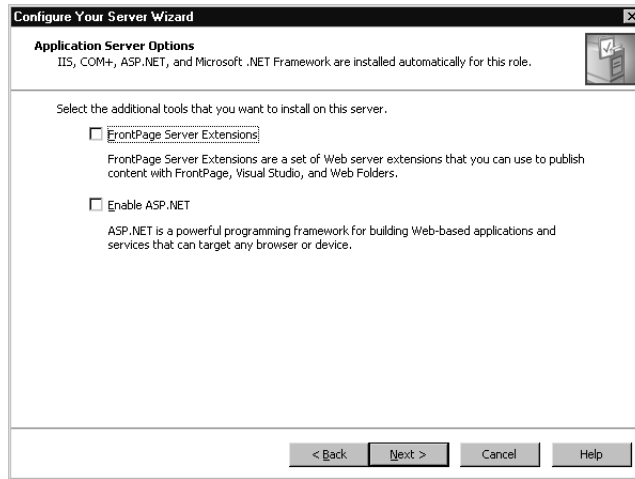 Configure Your Server Wizard
Application Server Options
IIS, COM+, ASP.NET, and Microsoft .NET Framework are installed automatically for this role.
Select the additional tools that you want to install on this server.
FrontPage Server Extensions
FrontPage Server Extensions are a set of Web server extensions that you can use to publish
content with FrontPage, Visual Studio, and Web Folders.
Enable ASP.NET
ASP.NET is a powerful programming framework for building Web-based applications and
services that can target any browser or device.
< Back Next > Cancel Help